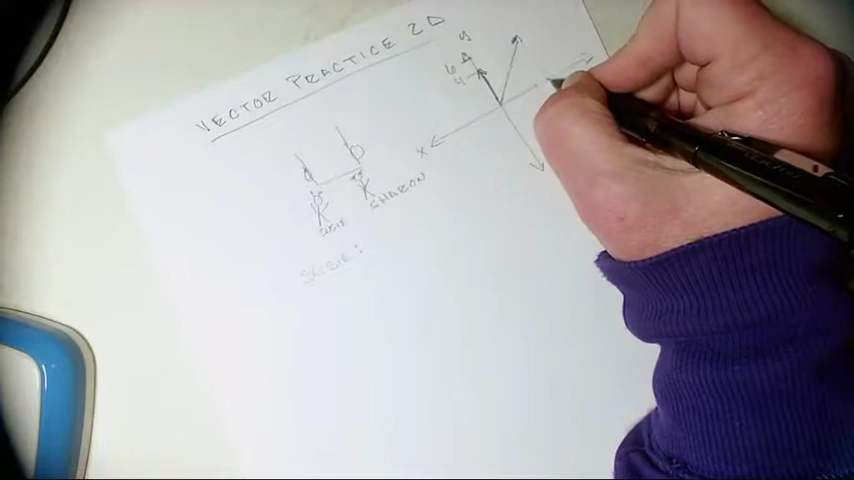 VECTOR PRACTICE 2D
y
6
4
x
SHARON
SUSIE
SUSIE: